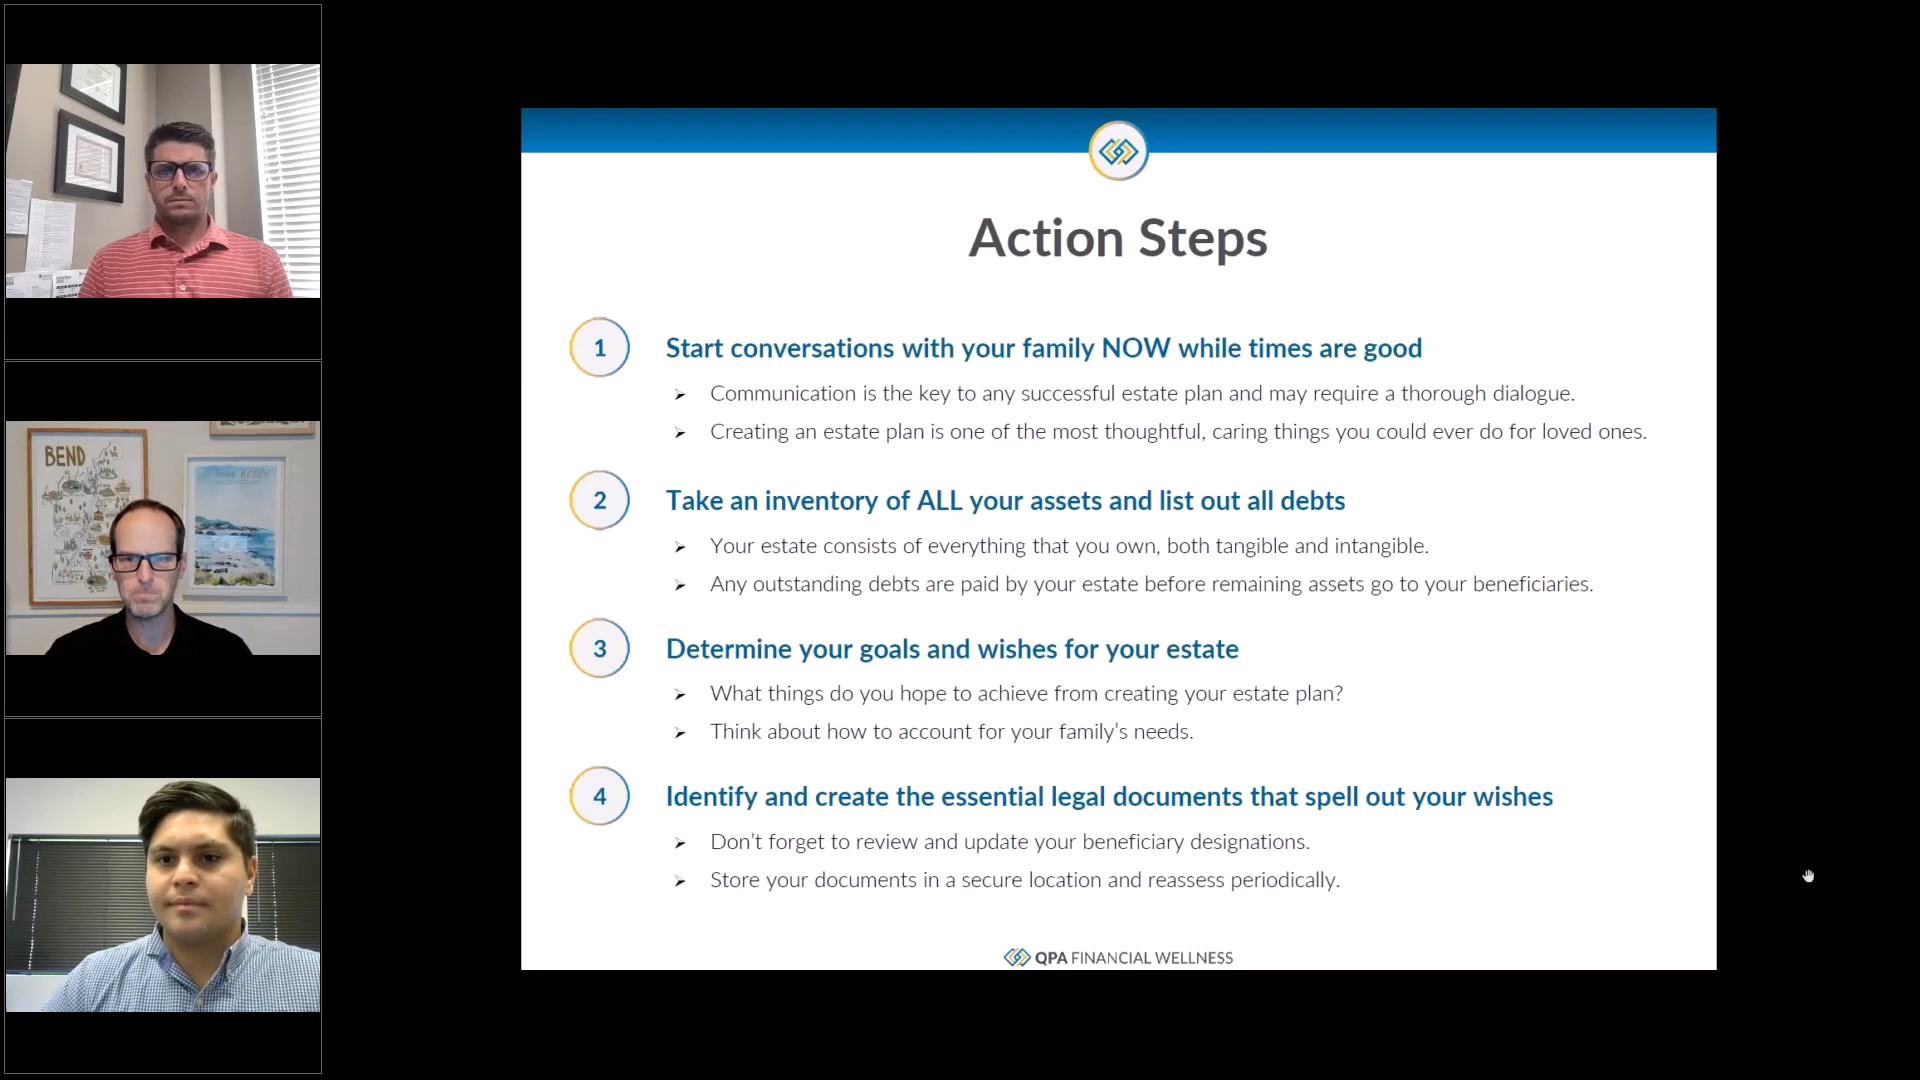 BEND
Action Steps
1
Start conversations with your family NOW while times are good
➢ Communication is the key to any successful estate plan and may require a thorough dialogue.
➢ Creating an estate plan is one of the most thoughtful, caring things you could ever do for loved ones.
2
Take an inventory of ALL your assets and list out all debts
➢ Your estate consists of everything that you own, both tangible and intangible.
➢ Any outstanding debts are paid by your estate before remaining assets go to your beneficiaries.
3
Determine your goals and wishes for your estate
➢ What things do you hope to achieve from creating your estate plan?
➢ Think about how to account for your family's needs.
4
Identify and create the essential legal documents that spell out your wishes
➢ Don't forget to review and update your beneficiary designations.
➢ Store your documents in a secure location and reassess periodically.
QPA FINANCIAL WELLNESS